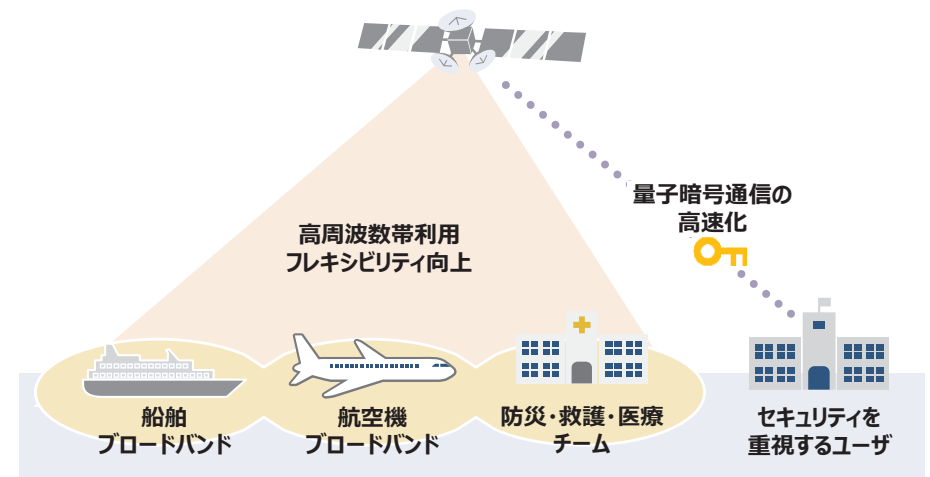 量子暗号通信の
高速化
高周波数帯利用
フレキシビリティ向上
船舶
ブロードバンド
航空機
ブロードバンド
防災・救護・医療
チーム
セキュリティを
重視するユーザ